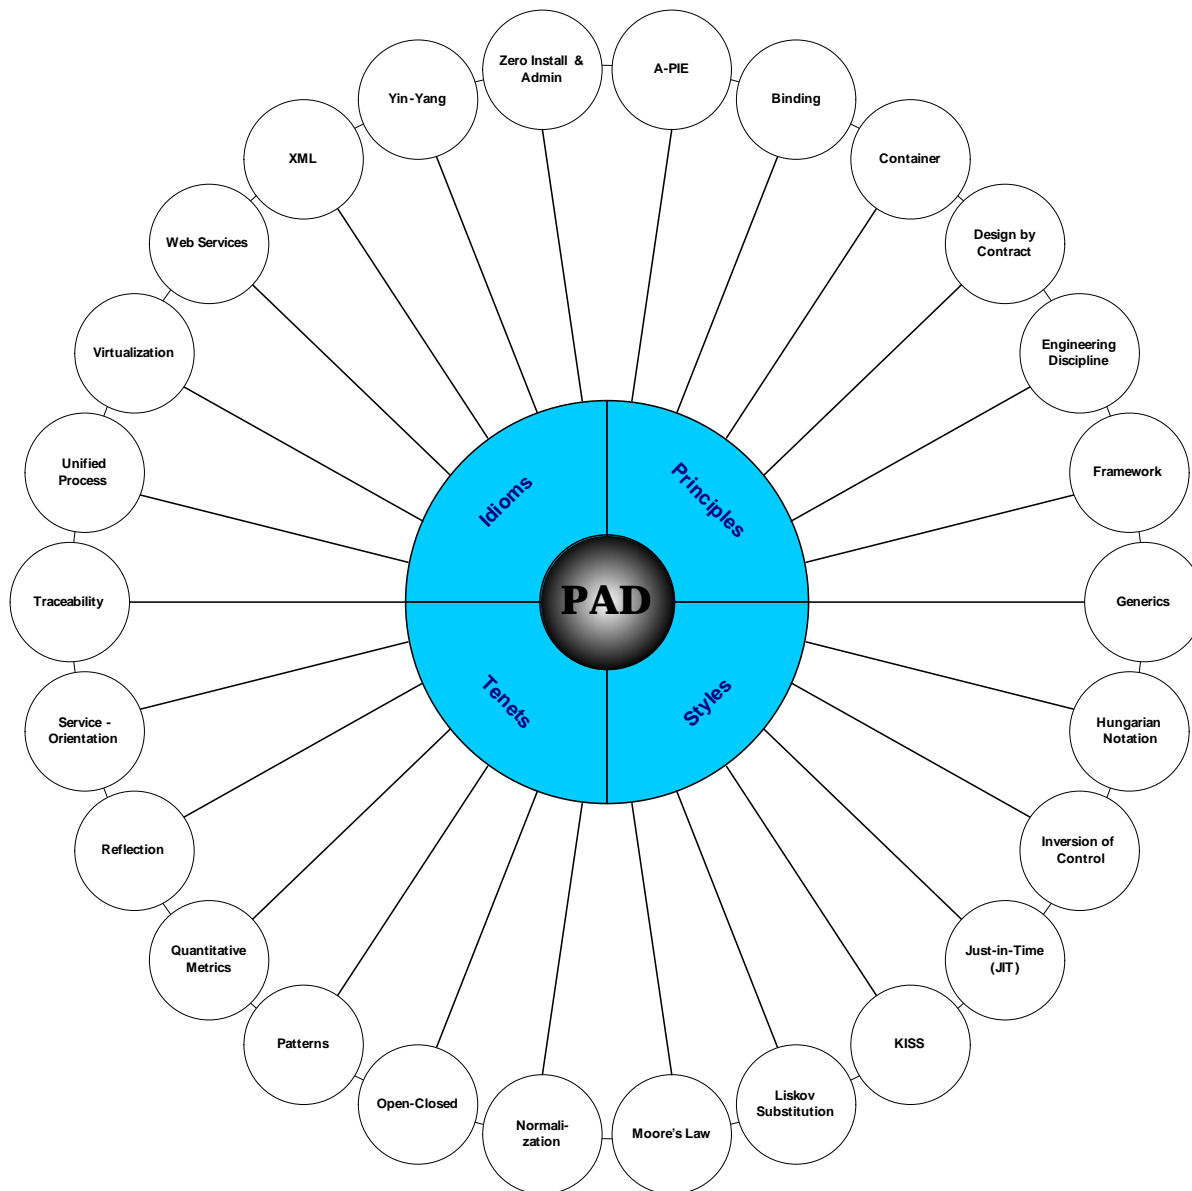 Zero Install &
Admin
A-PIE
Binding
Container
Design by
Contract
Engineering
Discipline
Framework
Generics
Hungarian
Notation
Inversion of
Control
Just-in-Time
(JIT)
KISS
Liskov
Substitution
Moore's Law
Normali-
zation
Open-Closed
Patterns
Quantitative
Metrics
Reflection
Service -
Orientation
Traceability
Unified
Process
Virtualization
Web Services
XML
Yin-Yang
Idioms
Principles
PAD
Tenets
Styles